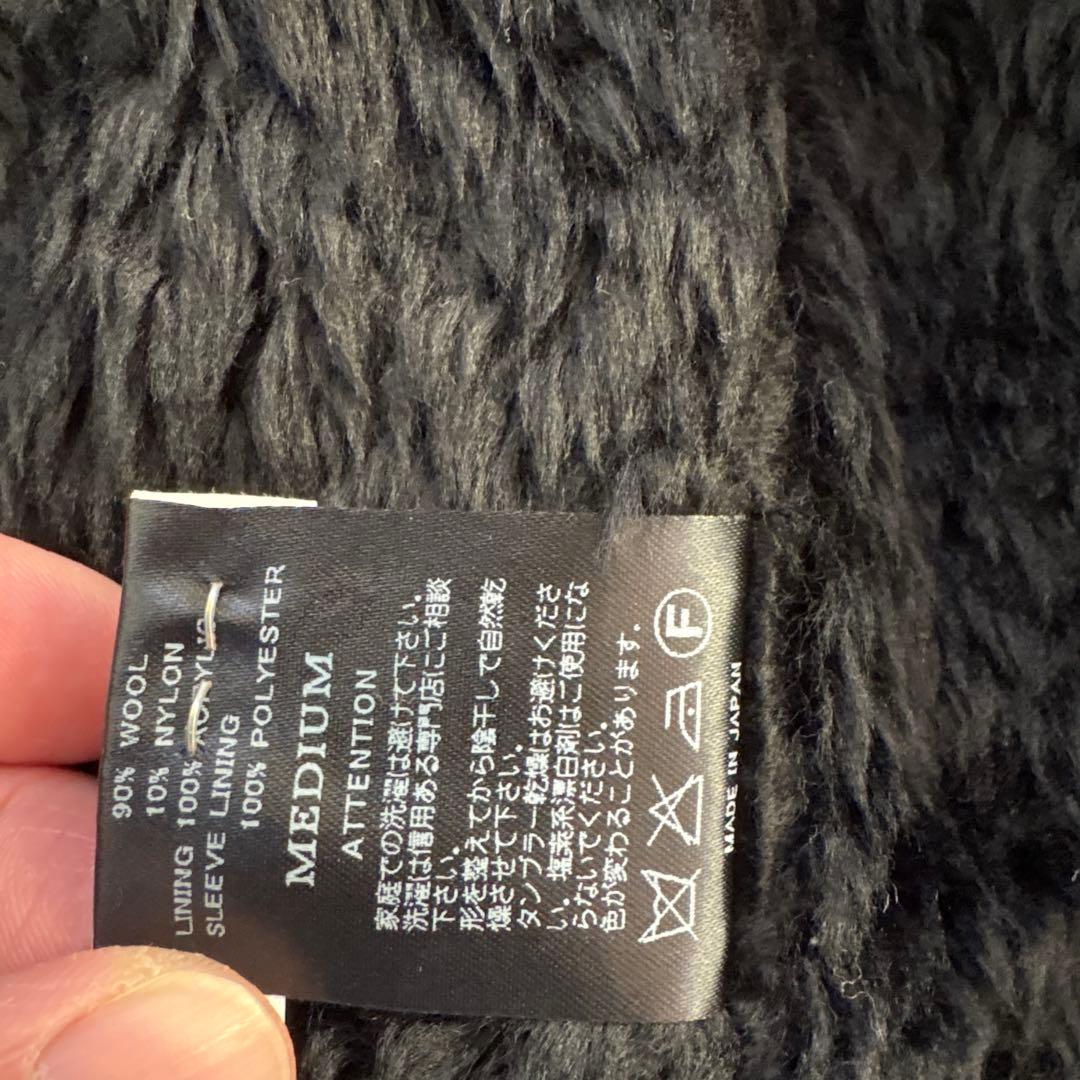 90% WOOL
10% NYLON
LINING 100% ACRYLIC
SLEEVE LINING
100% POLYESTER
MEDIUM
ATTENTION
家庭での洗濯は避けて下さい。
洗濯は信用ある専門店にご相談
下さい。
形を整えてから陰干して自然乾
燥させて下さい。
タンブラー乾燥はお避けくださ
い。 塩素系漂白剤はご使用にな
らないでください。
色が変わることがあります。
F
MADE IN JAPAN